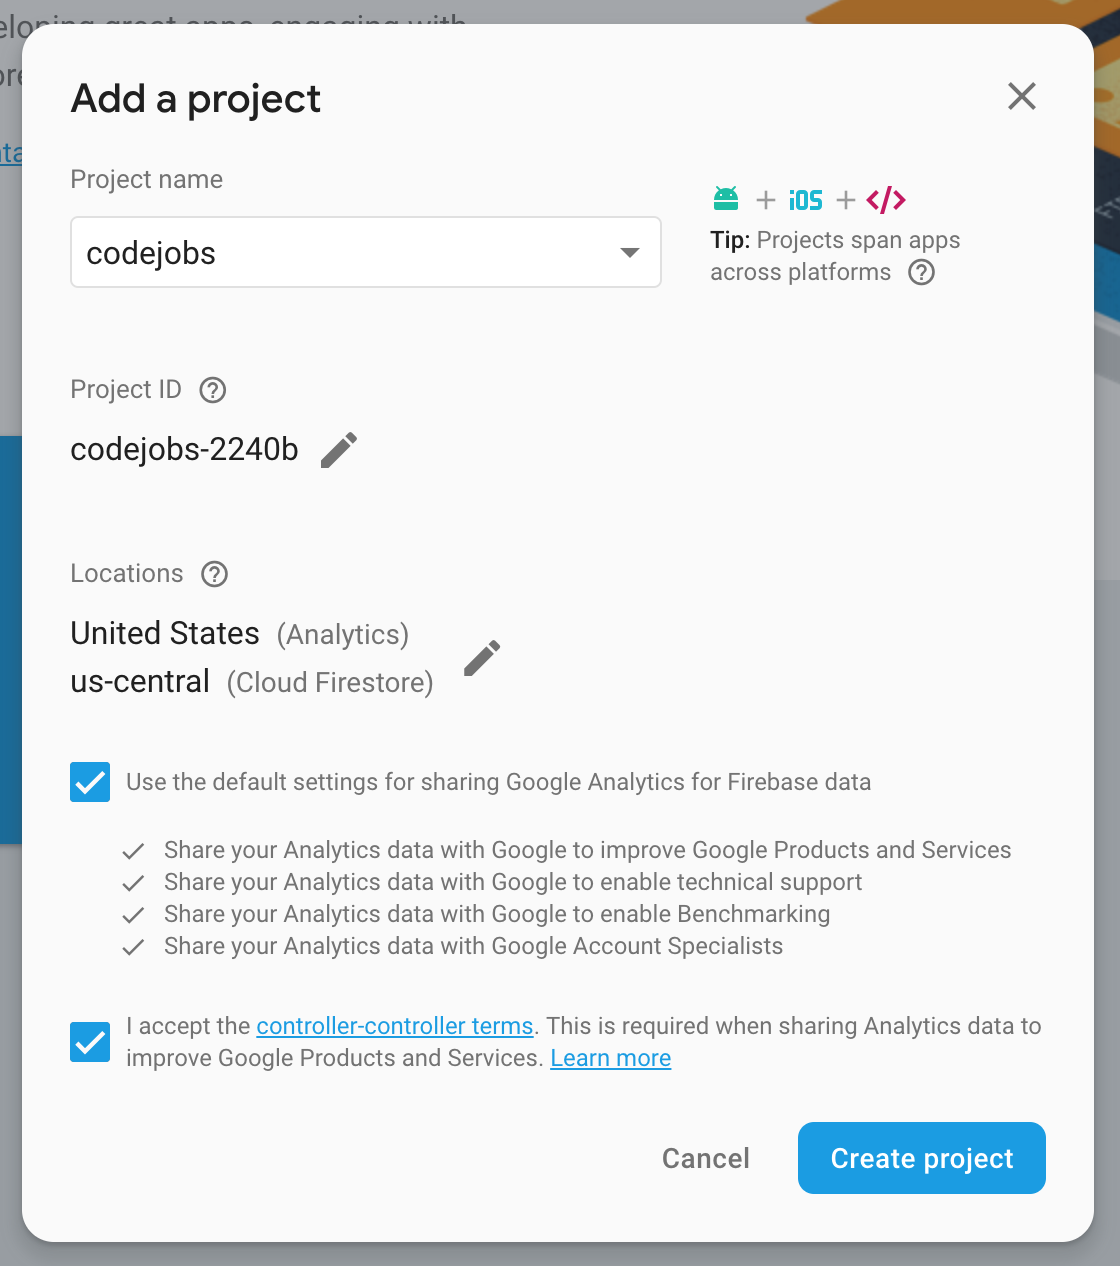 Add a project
Project name
codejobs
+ iOS + </>
Tip: Projects span apps
across platforms
Project ID
codejobs-2240b
Locations
United States (Analytics)
us-central (Cloud Firestore)
Use the default settings for sharing Google Analytics for Firebase data
Share your Analytics data with Google to improve Google Products and Services
Share your Analytics data with Google to enable technical support
Share your Analytics data with Google to enable Benchmarking
Share your Analytics data with Google Account Specialists
I accept the controller-controller terms. This is required when sharing Analytics data to
improve Google Products and Services. Learn more
Cancel
Create project